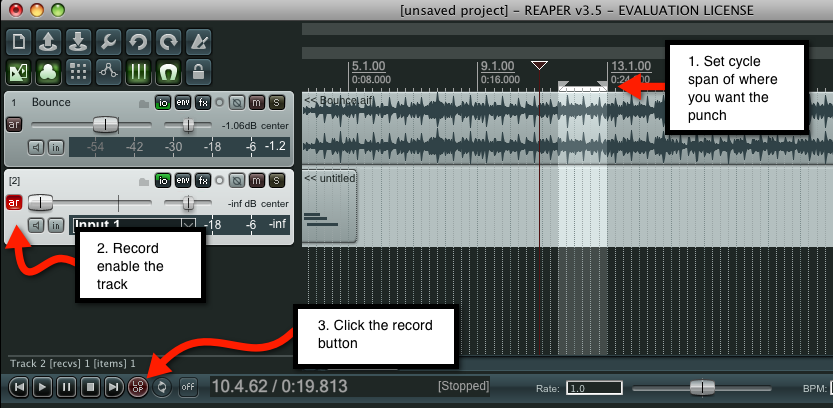 [unsaved project] - REAPER v3.5 - EVALUATION LICENSE
5.1.00 9.1.00 13.1.00
0:08.000 0:16.000 0:24
1. Set cycle
span of where
you want the
punch
1 Bounce io env fx m S
<< Bounce.aif
ar -1.06dB center
in -54 -42 -30 -18 -6 -1.2
[2] io env fx m S
<< untitled
ar -inf dB center
in Input 1 -18 -6 -inf
2. Record
enable the
track
3. Click the record
button
Track 2 [recvs] 1 [items] 1
LOOP off 10.4.62 / 0:19.813 [Stopped] Rate: 1.0 BPM: